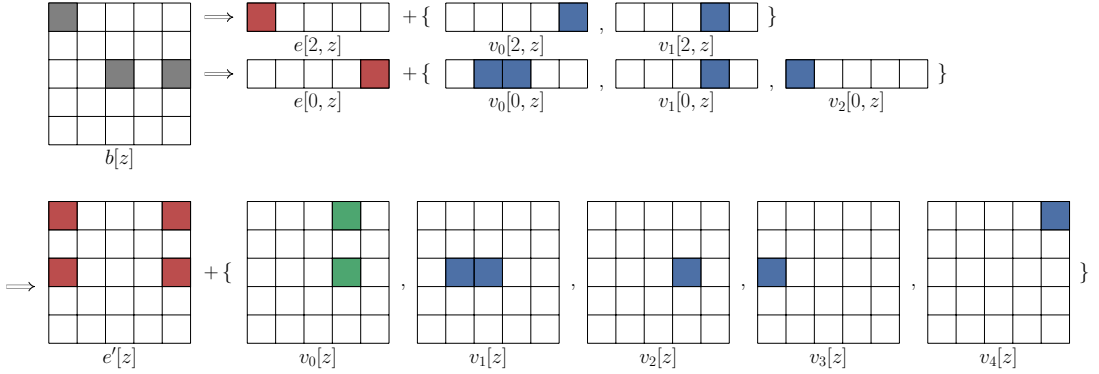 ⟹ + { , }
e[2, z] v₀[2, z] v₁[2, z]
⟹ + { , , }
e[0, z] v₀[0, z] v₁[0, z] v₂[0, z]
b[z]
⟹ + { , , , , }
e′[z] v₀[z] v₁[z] v₂[z] v₃[z] v₄[z]